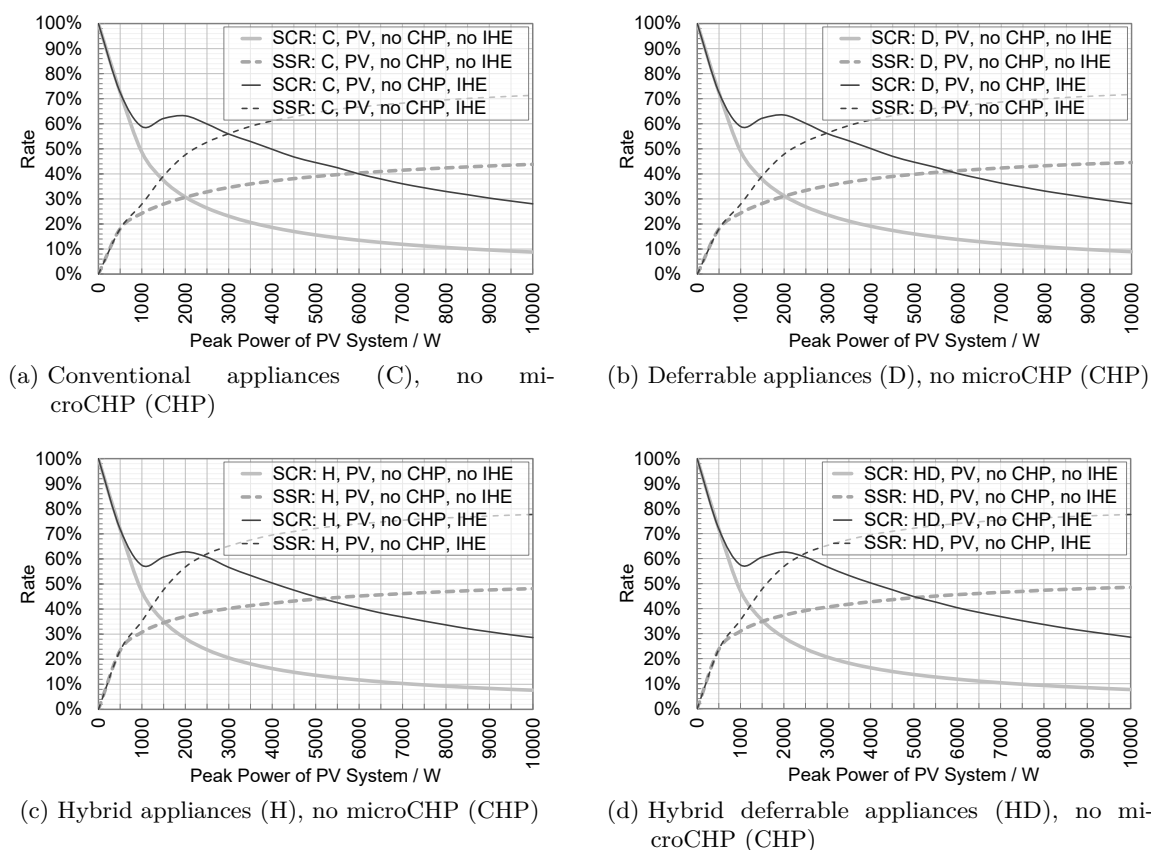 100%
90%
80%
70%
60%
50%
40%
30%
20%
10%
0%
Rate
SCR: C, PV, no CHP, no IHE
SSR: C, PV, no CHP, no IHE
SCR: C, PV, no CHP, IHE
SSR: C, PV, no CHP, IHE
0 1000 2000 3000 4000 5000 6000 7000 8000 9000 10000
Peak Power of PV System / W
(a) Conventional appliances (C), no mi-
croCHP (CHP)
100%
90%
80%
70%
60%
50%
40%
30%
20%
10%
0%
Rate
SCR: D, PV, no CHP, no IHE
SSR: D, PV, no CHP, no IHE
SCR: D, PV, no CHP, IHE
SSR: D, PV, no CHP, IHE
0 1000 2000 3000 4000 5000 6000 7000 8000 9000 10000
Peak Power of PV System / W
(b) Deferrable appliances (D), no microCHP (CHP)
100%
90%
80%
70%
60%
50%
40%
30%
20%
10%
0%
Rate
SCR: H, PV, no CHP, no IHE
SSR: H, PV, no CHP, no IHE
SCR: H, PV, no CHP, IHE
SSR: H, PV, no CHP, IHE
0 1000 2000 3000 4000 5000 6000 7000 8000 9000 10000
Peak Power of PV System / W
(c) Hybrid appliances (H), no microCHP (CHP)
100%
90%
80%
70%
60%
50%
40%
30%
20%
10%
0%
Rate
SCR: HD, PV, no CHP, no IHE
SSR: HD, PV, no CHP, no IHE
SCR: HD, PV, no CHP, IHE
SSR: HD, PV, no CHP, IHE
0 1000 2000 3000 4000 5000 6000 7000 8000 9000 10000
Peak Power of PV System / W
(d) Hybrid deferrable appliances (HD), no mi-
croCHP (CHP)